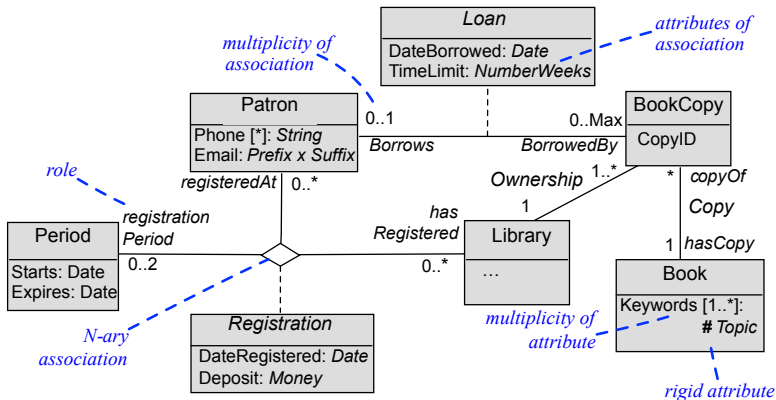 Loan
DateBorrowed: Date
TimeLimit: NumberWeeks
attributes of
association
multiplicity of
association
Patron
Phone [*]: String
Email: Prefix x Suffix
0..1
Borrows
0..Max
BorrowedBy
BookCopy
CopyID
registeredAt
0..*
role
registration
Period
0..2
Period
Starts: Date
Expires: Date
has
Registered
0..*
Ownership
1..*
1
Library
...
*
copyOf
Copy
1
hasCopy
Book
Keywords [1..*]:
# Topic
multiplicity of
attribute
rigid attribute
N-ary
association
Registration
DateRegistered: Date
Deposit: Money